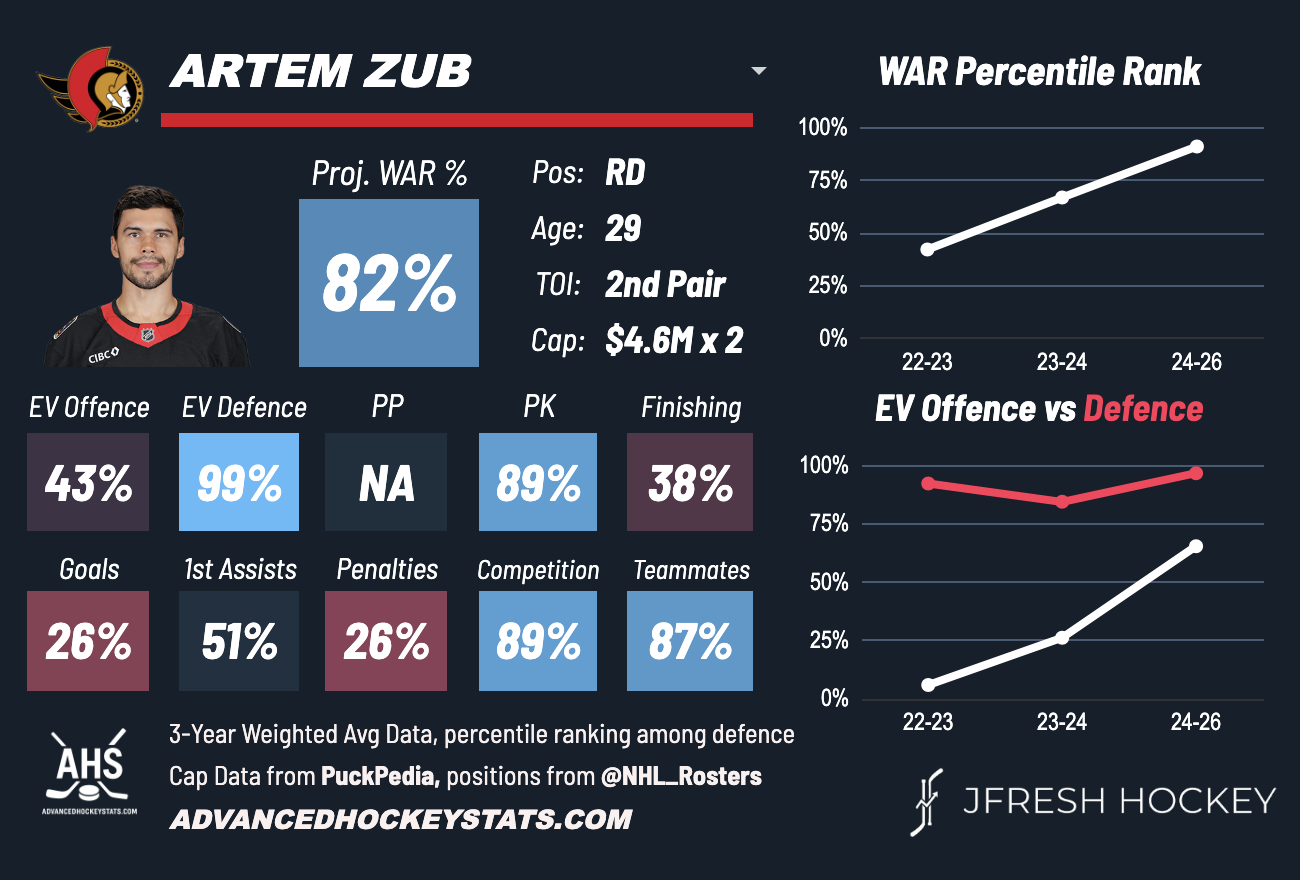 ARTEM ZUB
Proj. WAR %
82%
Pos: RD
Age: 29
TOI: 2nd Pair
Cap: $4.6M x 2
CIBC
EV Offence EV Defence PP PK Finishing
43% 99% NA 89% 38%
Goals 1st Assists Penalties Competition Teammates
26% 51% 26% 89% 87%
WAR Percentile Rank
100%
75%
50%
25%
0%
22-23 23-24 24-26
EV Offence vs Defence
100%
75%
50%
25%
0%
22-23 23-24 24-26
AHS
ADVANCEDHOCKEYSTATS.COM
3-Year Weighted Avg Data, percentile ranking among defence
Cap Data from PuckPedia, positions from @NHL_Rosters
ADVANCEDHOCKEYSTATS.COM
JFRESH HOCKEY